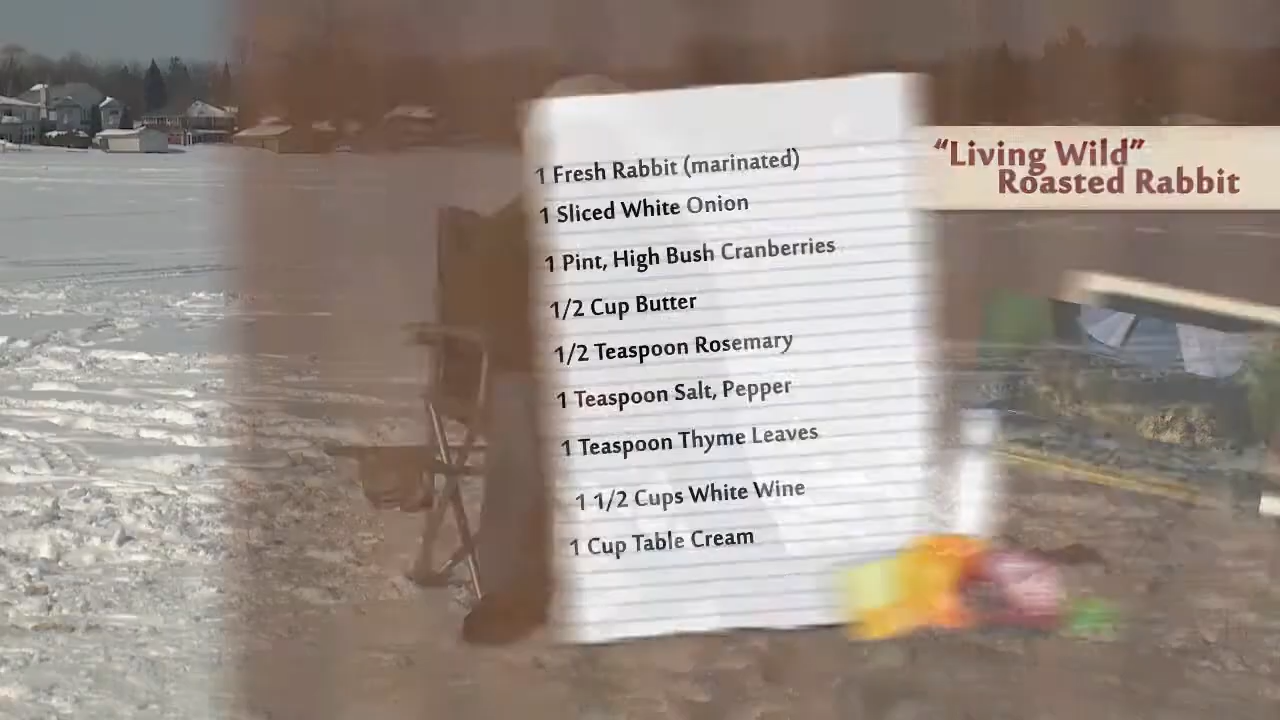 "Living Wild"
Roasted Rabbit
1 Fresh Rabbit (marinated)
1 Sliced White Onion
1 Pint, High Bush Cranberries
1/2 Cup Butter
1/2 Teaspoon Rosemary
1 Teaspoon Salt, Pepper
1 Teaspoon Thyme Leaves
1 1/2 Cups White Wine
1 Cup Table Cream